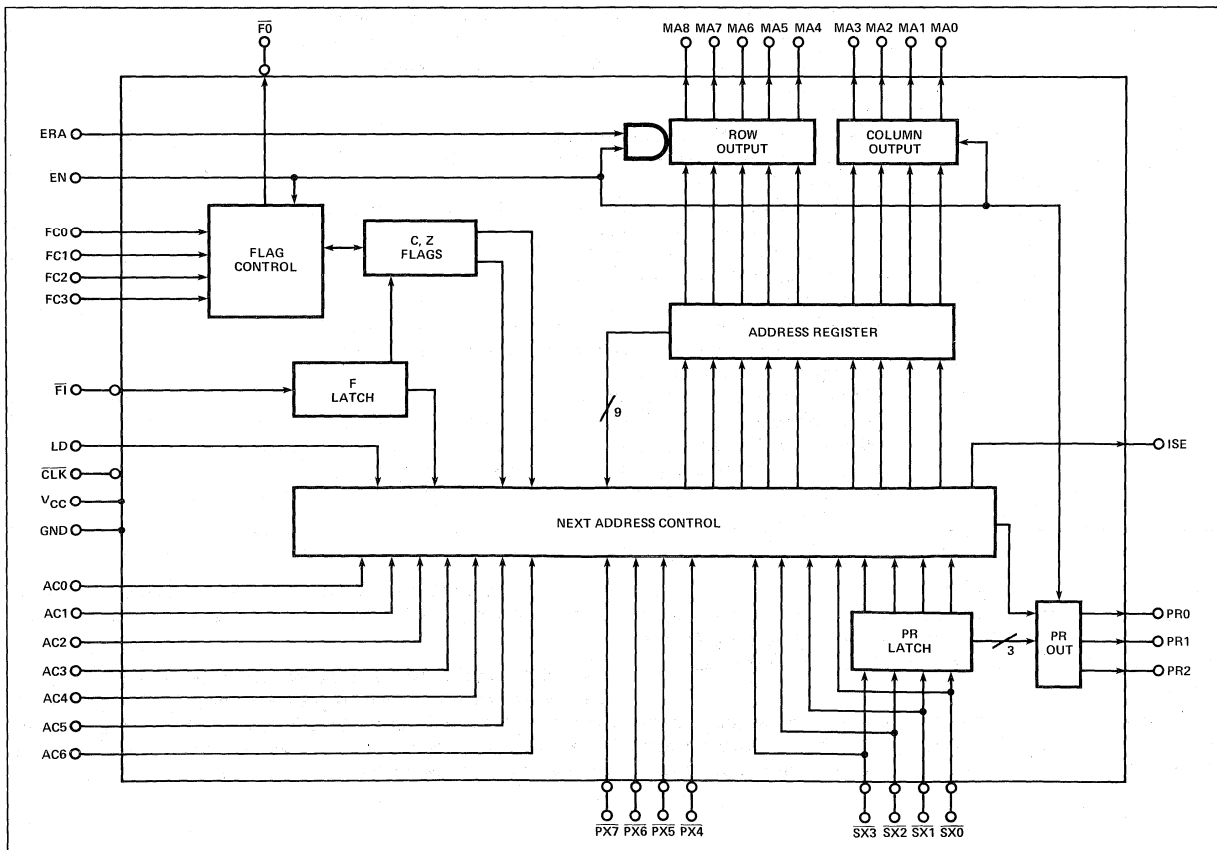 F0
MA8 MA7 MA6 MA5 MA4 MA3 MA2 MA1 MA0
ERA
ROW
OUTPUT
COLUMN
OUTPUT
EN
FC0
FC1
FC2
FC3
FLAG
CONTROL
C, Z
FLAGS
ADDRESS REGISTER
FI
F
LATCH
9
LD
ISE
CLK
VCC
GND
NEXT ADDRESS CONTROL
AC0
AC1
AC2
AC3
AC4
AC5
AC6
PR
LATCH
3
PR
OUT
PR0
PR1
PR2
PX7 PX6 PX5 PX4 SX3 SX2 SX1 SX0